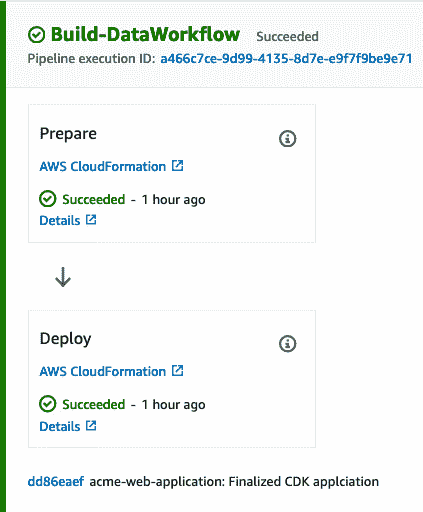 Build-DataWorkflow Succeeded
Pipeline execution ID: a466c7ce-9d99-4135-8d7e-e9f7f9be9e71
Prepare
AWS CloudFormation
Succeeded - 1 hour ago
Details
Deploy
AWS CloudFormation
Succeeded - 1 hour ago
Details
dd86eaef acme-web-application: Finalized CDK applciation